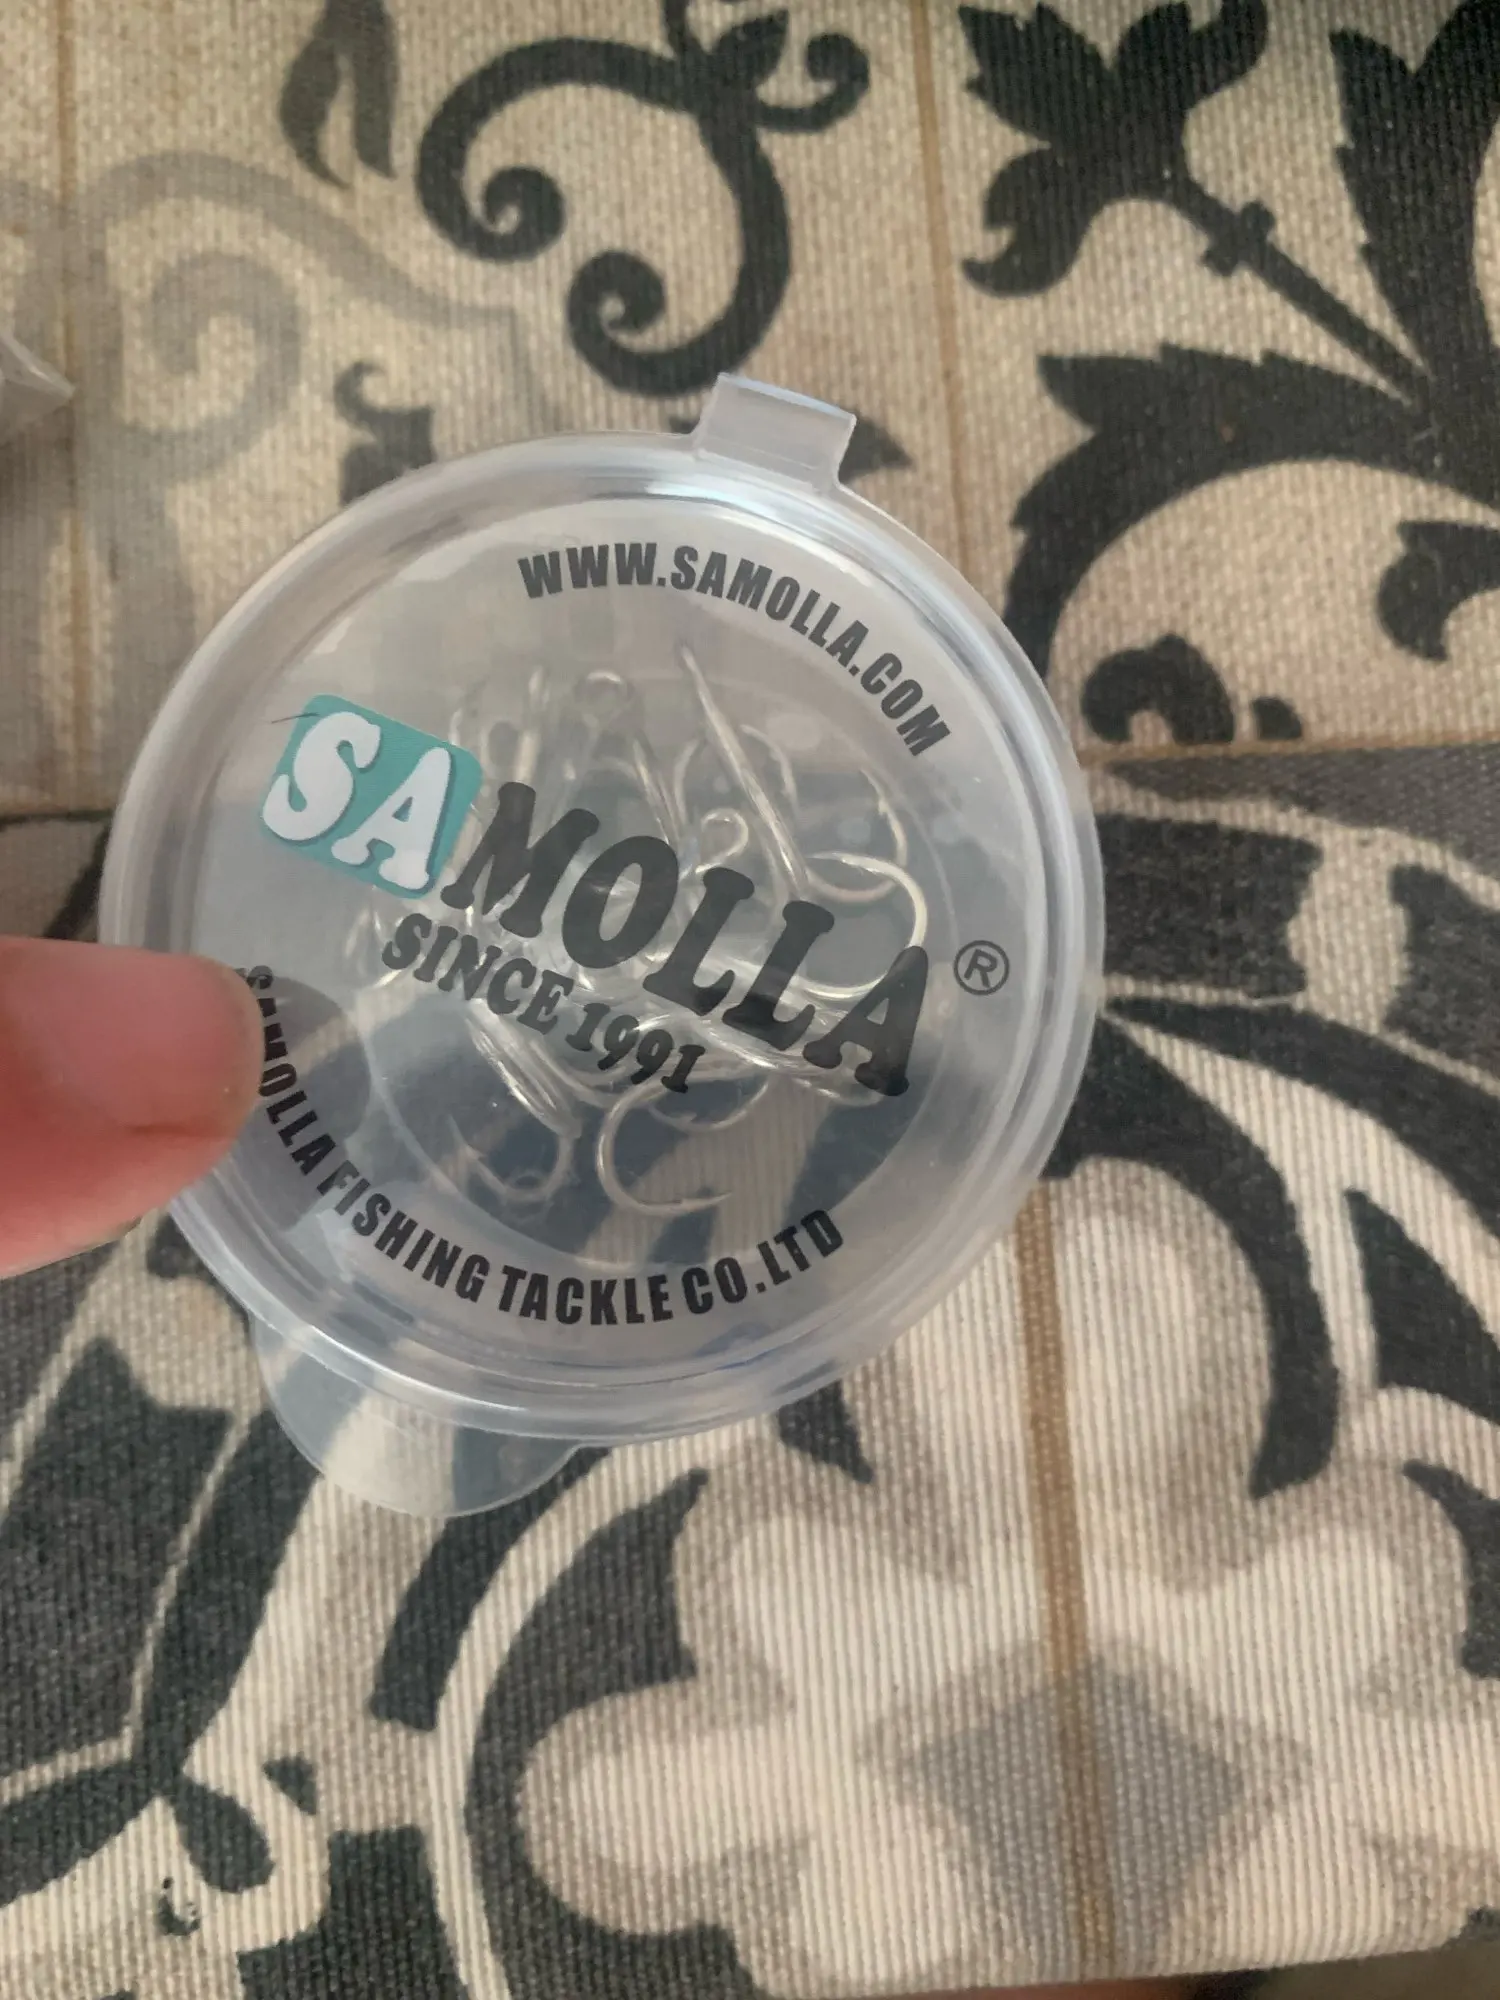 WWW.SAMOLLA.COM
SAMOLLA®
SINCE 1991
SAMOLLA FISHING TACKLE CO.LTD